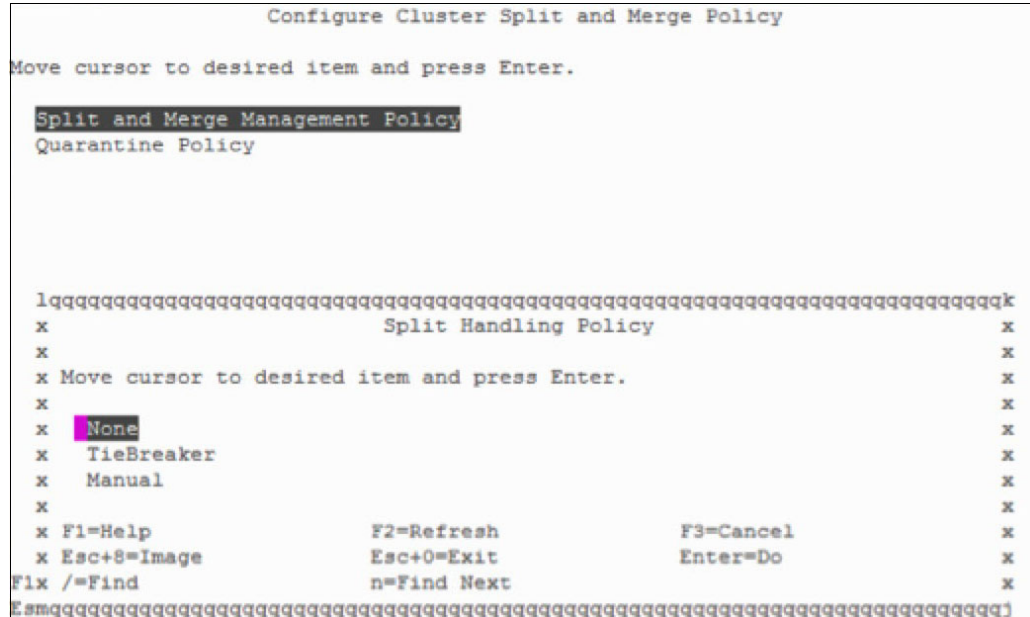 Configure Cluster Split and Merge Policy
Move cursor to desired item and press Enter.
Split and Merge Management Policy
Quarantine Policy
lqqqqqqqqqqqqqqqqqqqqqqqqqqqqqqqqqqqqqqqqqqqqqqqqqqqqqqqqqqqqqqqqqqqqqqqqqqk
x Split Handling Policy x
x x
x Move cursor to desired item and press Enter. x
x x
x None x
x TieBreaker x
x Manual x
x x
x F1=Help F2=Refresh F3=Cancel x
x Esc+8=Image Esc+0=Exit Enter=Do x
F1x /=Find n=Find Next x
Esmqqqqqqqqqqqqqqqqqqqqqqqqqqqqqqqqqqqqqqqqqqqqqqqqqqqqqqqqqqqqqqqqqqqqqqqqqqj